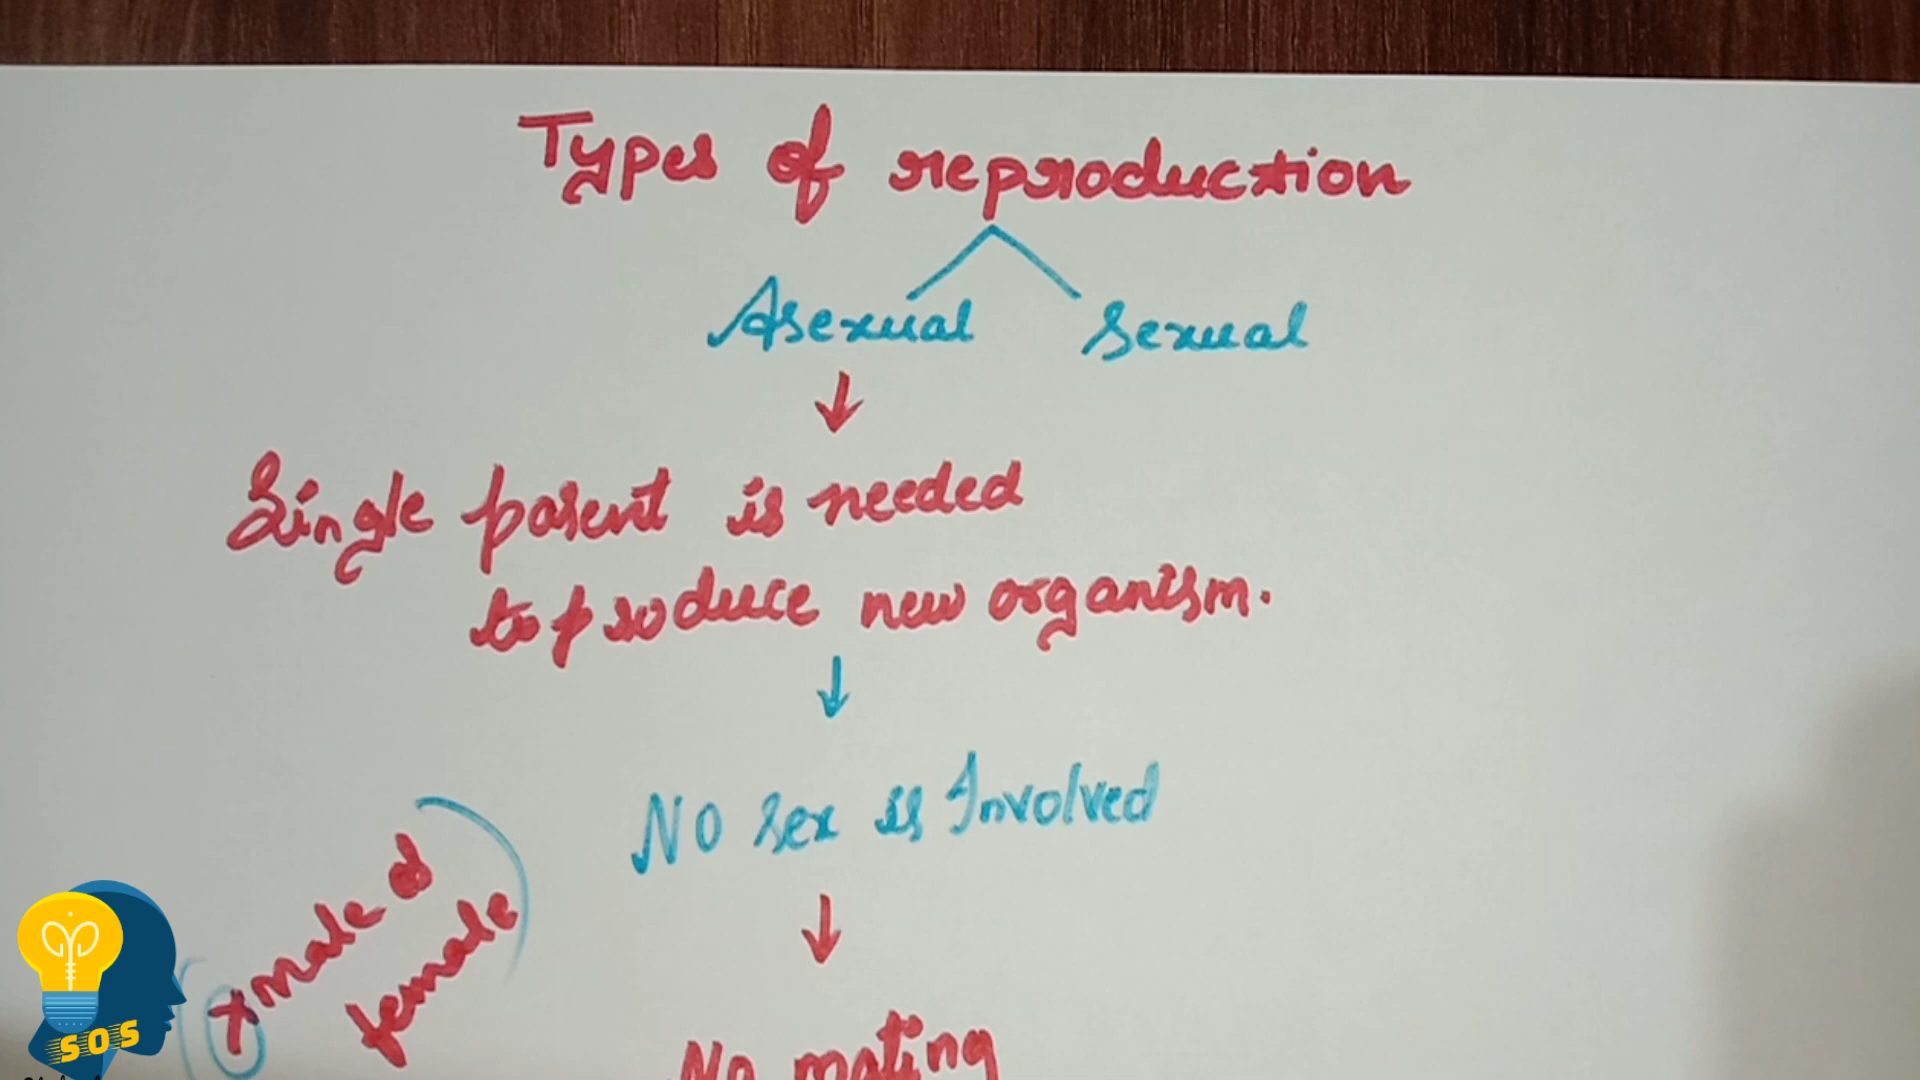 Types of reproduction
Asexual Sexual
Single parent is needed
to produce new organism.
No sex is Involved
x male &
female
No mating
SOS